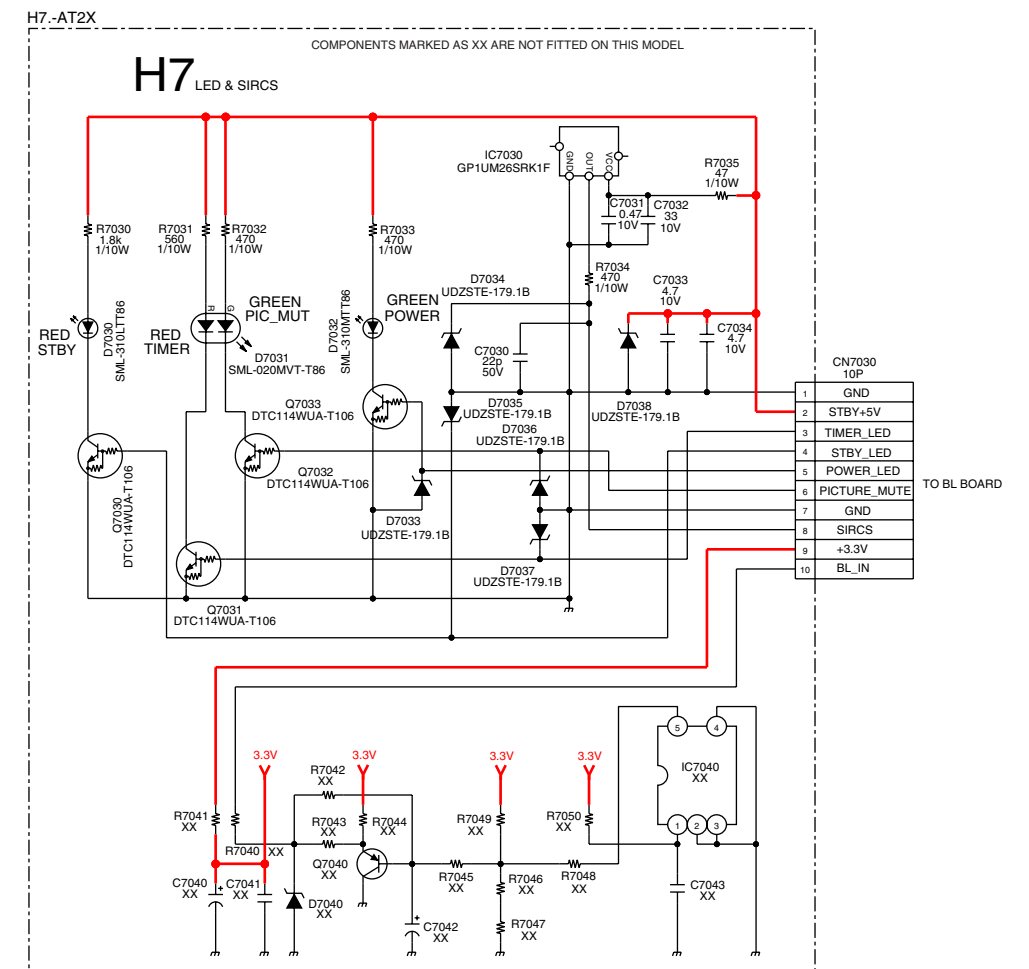 H7.-AT2X
COMPONENTS MARKED AS XX ARE NOT FITTED ON THIS MODEL
H7 LED & SIRCS
IC7030
GP1UM26SRK1F
GND
OUT
VCC
R7035
47
1/10W
C7031
0.47
10V
C7032
33
10V
R7030
1.8k
1/10W
R7031
560
1/10W
R7032
470
1/10W
R7033
470
1/10W
R7034
470
1/10W
D7034
UDZSTE-179.1B
C7033
4.7
10V
C7034
4.7
10V
RED
STBY
D7030
SML-310LTT86
RED
TIMER
R
G
GREEN
PIC_MUT
D7031
SML-020MVT-T86
D7032
SML-310MTT86
GREEN
POWER
C7030
22p
50V
D7035
UDZSTE-179.1B
D7038
UDZSTE-179.1B
D7036
UDZSTE-179.1B
Q7033
DTC114WUA-T106
Q7032
DTC114WUA-T106
Q7030
DTC114WUA-T106
D7033
UDZSTE-179.1B
D7037
UDZSTE-179.1B
Q7031
DTC114WUA-T106
CN7030
10P
1 GND
2 STBY+5V
3 TIMER_LED
4 STBY_LED
5 POWER_LED
6 PICTURE_MUTE
7 GND
8 SIRCS
9 +3.3V
10 BL_IN
TO BL BOARD
3.3V
3.3V
3.3V
3.3V
R7041
XX
R7040 XX
R7042
XX
R7043
XX
R7044
XX
R7049
XX
R7050
XX
IC7040
XX
5
4
1
2
3
Q7040
XX
R7045
XX
R7046
XX
R7048
XX
C7040
XX
+
C7041
XX
D7040
XX
+
C7042
XX
R7047
XX
C7043
XX